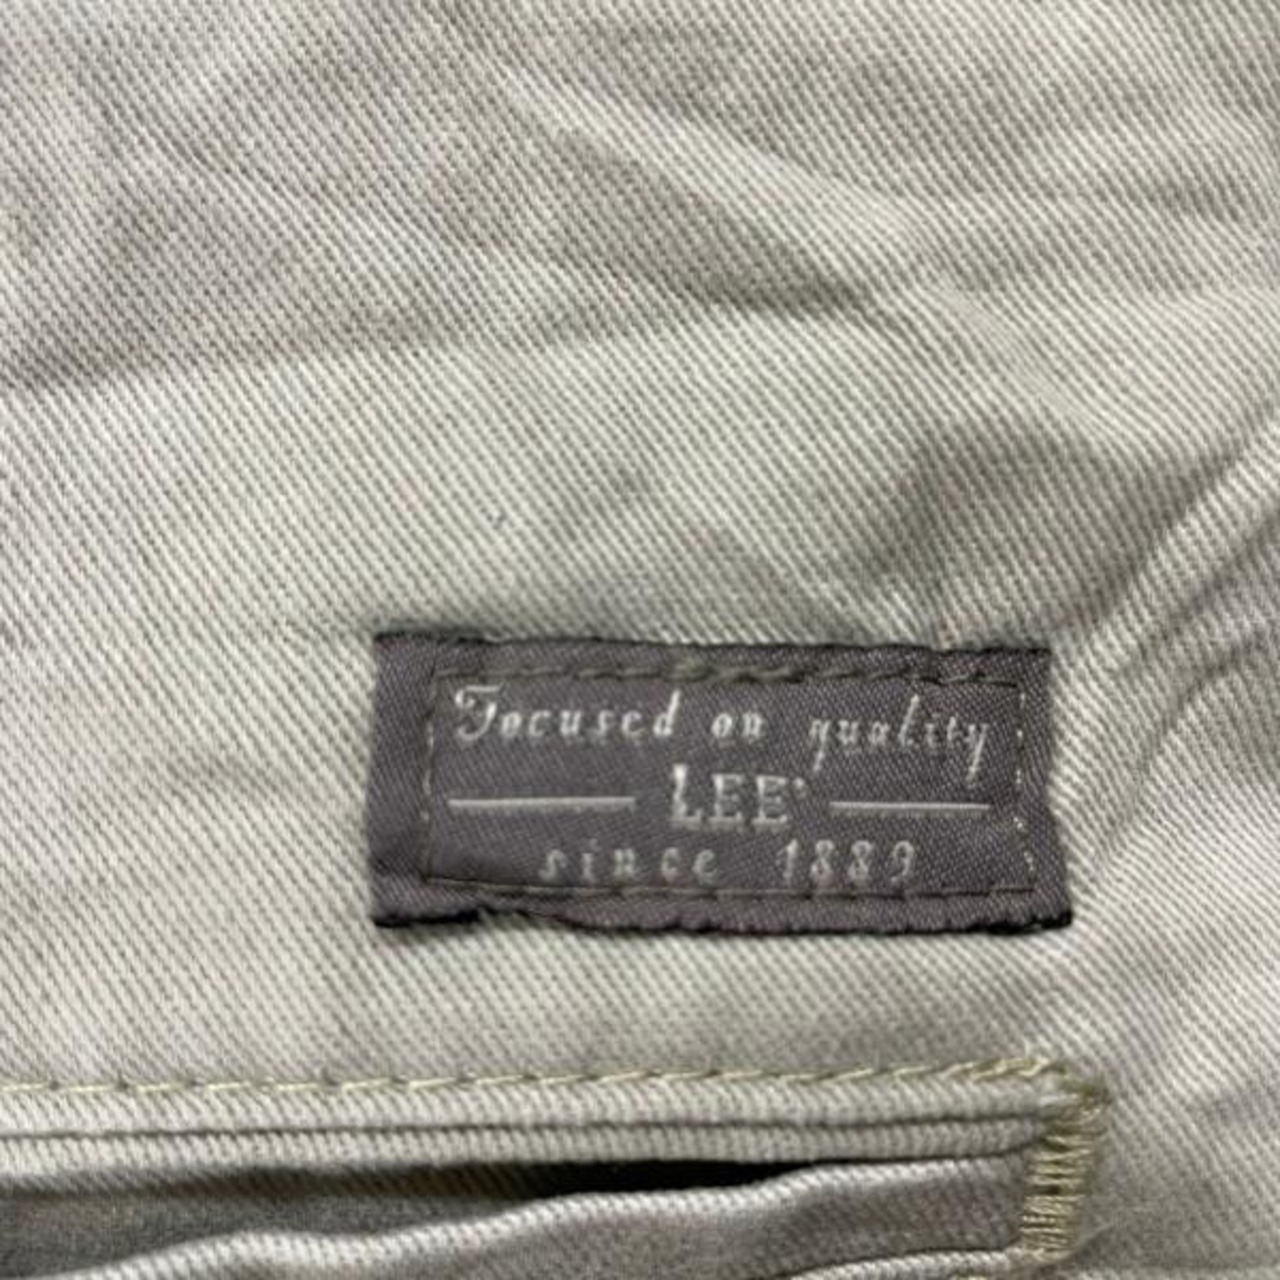 Focused on quality
LEE®
since 1889